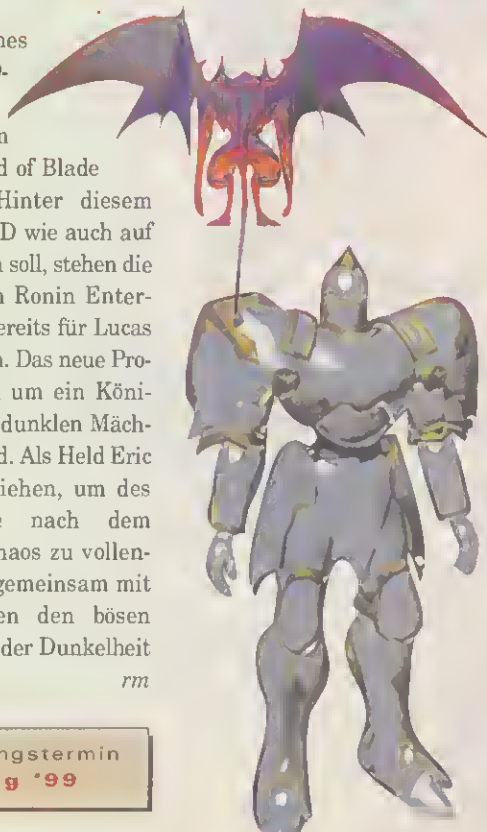 nes
-
n
d of Blade
Hinter diesem
D wie auch auf
n soll, stehen die
n Ronin Enter-
ereits für Lucas
n. Das neue Pro-
um ein Köni-
dunklen Mäch-
d. Als Held Eric
iehen, um des
e nach dem
haos zu vollen-
gemeinsam mit
en den bösen
der Dunkelheit
rm
ngstermin
g '99